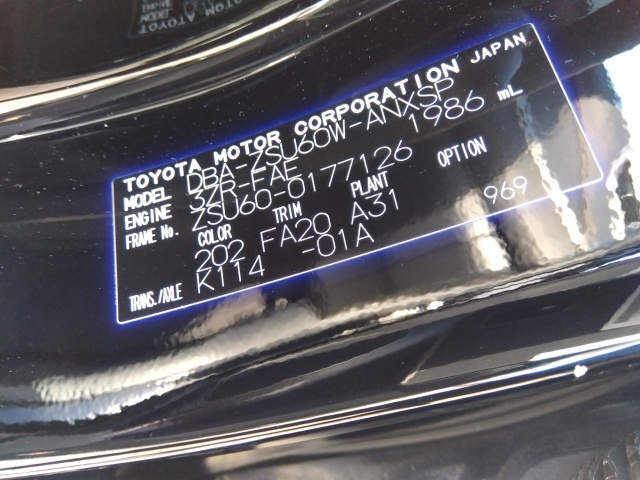 TOYOTA MOTOR CORPORATION JAPAN
MODEL DBA-ZSU60W-ANXSP
ENGINE 3ZR-FAE 1986 mL
FRAME No. ZSU60-0177126
COLOR TRIM PLANT OPTION
202 FA20 A31 969
TRANS./AXLE K114 -01A